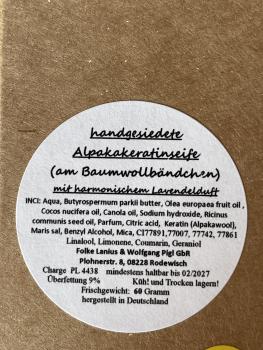 handgesiedete
Alpakakeratinseife
(am Baumwollbändchen)
mit harmonischem Lavendelduft
INCI: Aqua, Butyrospermum parkii butter, Olea europaea fruit oil ,
Cocos nucifera oil, Canola oil, Sodium hydroxide, Ricinus
communis seed oil, Parfum, Citric acid, Keratin (Alpakawool),
Maris sal, Benzyl Alcohol, Mica, CI77891,77007, 77742, 77861
Linalool, Limonene, Coumarin, Geraniol
Folke Lanius & Wolfgang Pigl GbR
Plohnerstr. 8, 08228 Rodewisch
Charge PL 4438 mindestens haltbar bis 02/2027
Überfettung 9% Kühl und Trocken lagern!
Frischgewicht: 60 Gramm
hergestellt in Deutschland